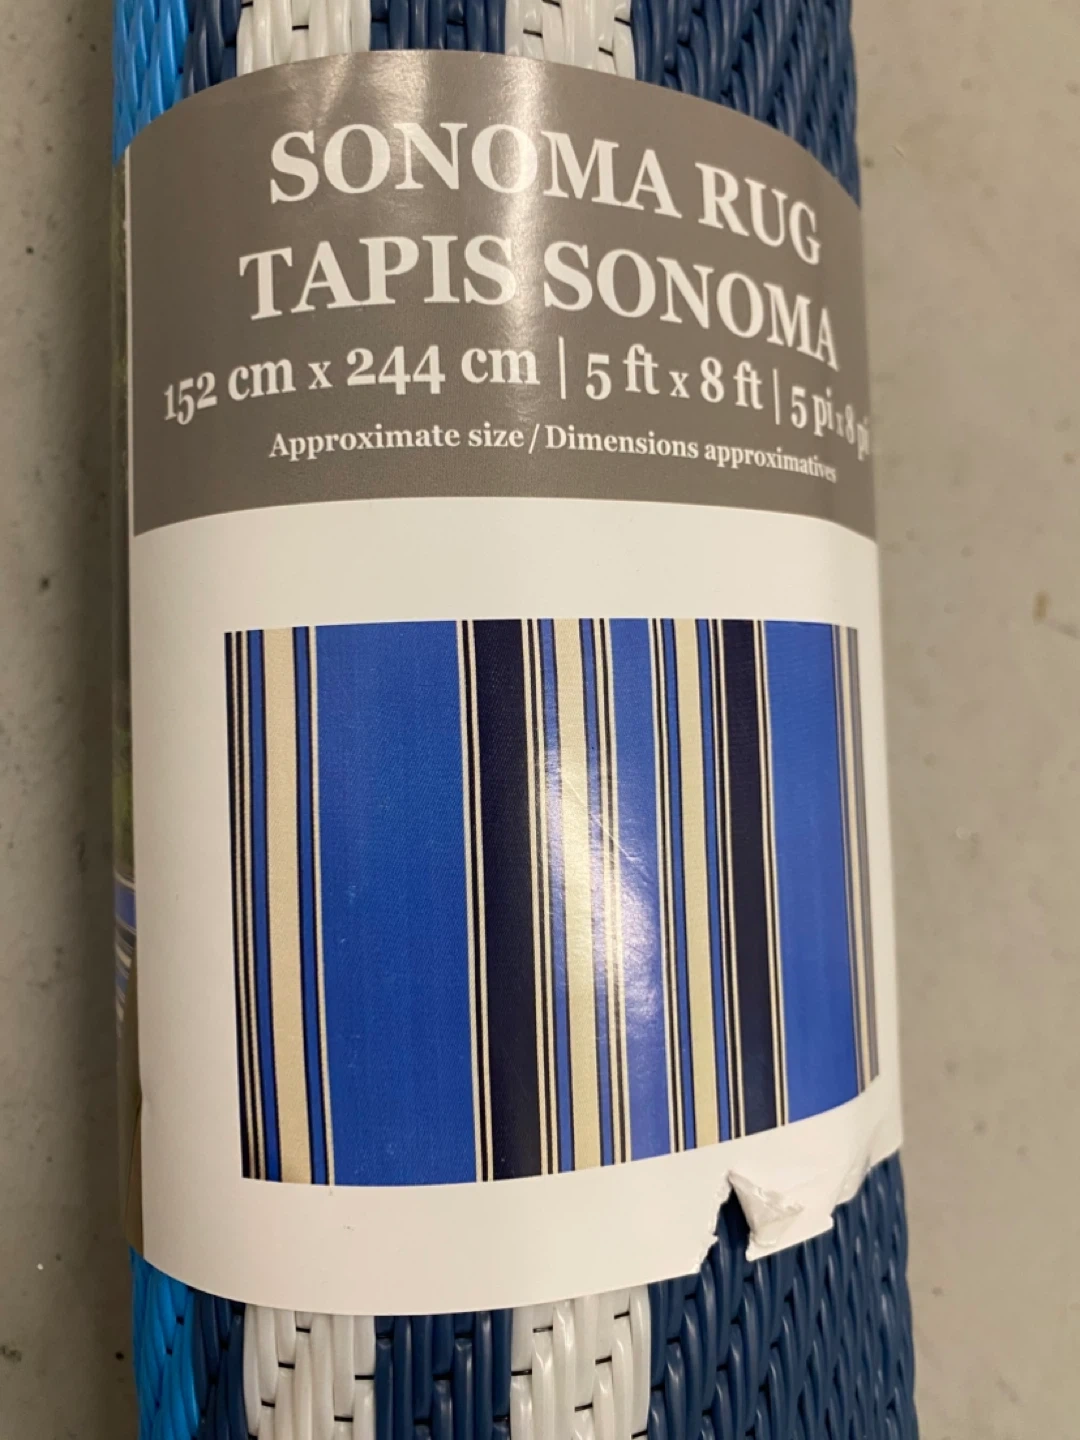 SONOMA RUG
TAPIS SONOMA
152 cm x 244 cm | 5 ft x 8 ft | 5 pi x 8 pi
Approximate size / Dimensions approximatives